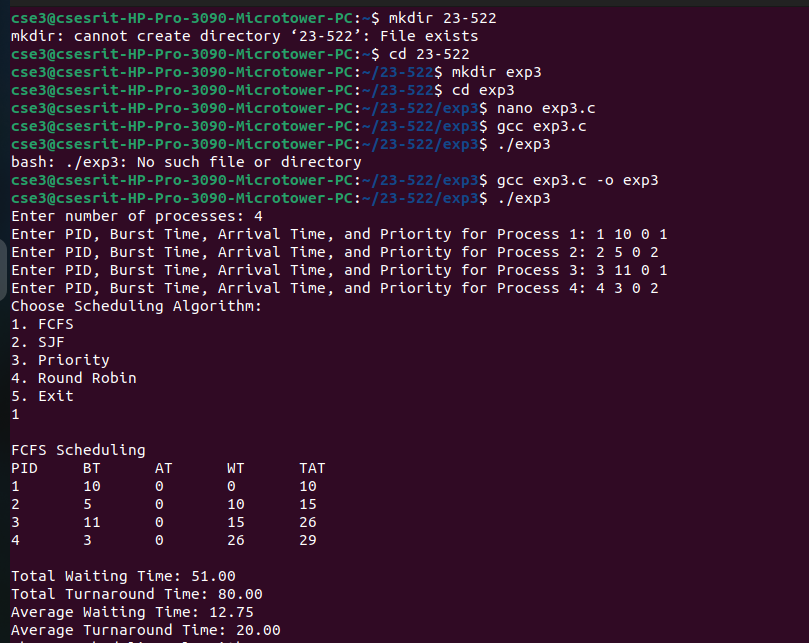 cse3@csesrit-HP-Pro-3090-Microtower-PC:~$ mkdir 23-522
mkdir: cannot create directory ‘23-522’: File exists
cse3@csesrit-HP-Pro-3090-Microtower-PC:~$ cd 23-522
cse3@csesrit-HP-Pro-3090-Microtower-PC:~/23-522$ mkdir exp3
cse3@csesrit-HP-Pro-3090-Microtower-PC:~/23-522$ cd exp3
cse3@csesrit-HP-Pro-3090-Microtower-PC:~/23-522/exp3$ nano exp3.c
cse3@csesrit-HP-Pro-3090-Microtower-PC:~/23-522/exp3$ gcc exp3.c
cse3@csesrit-HP-Pro-3090-Microtower-PC:~/23-522/exp3$ ./exp3
bash: ./exp3: No such file or directory
cse3@csesrit-HP-Pro-3090-Microtower-PC:~/23-522/exp3$ gcc exp3.c -o exp3
cse3@csesrit-HP-Pro-3090-Microtower-PC:~/23-522/exp3$ ./exp3
Enter number of processes: 4
Enter PID, Burst Time, Arrival Time, and Priority for Process 1: 1 10 0 1
Enter PID, Burst Time, Arrival Time, and Priority for Process 2: 2 5 0 2
Enter PID, Burst Time, Arrival Time, and Priority for Process 3: 3 11 0 1
Enter PID, Burst Time, Arrival Time, and Priority for Process 4: 4 3 0 2
Choose Scheduling Algorithm:
1. FCFS
2. SJF
3. Priority
4. Round Robin
5. Exit
1
FCFS Scheduling
PID BT AT WT TAT
1 10 0 0 10
2 5 0 10 15
3 11 0 15 26
4 3 0 26 29
Total Waiting Time: 51.00
Total Turnaround Time: 80.00
Average Waiting Time: 12.75
Average Turnaround Time: 20.00